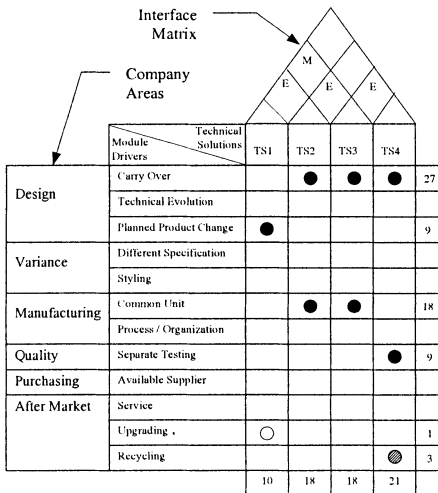 Interface
Matrix
M
E E E
Company
Areas
Technical
Solutions
Module
Drivers
TS1 TS2 TS3 TS4
Design
Carry Over 27
Technical Evolution
Planned Product Change 9
Variance
Different Specification
Styling
Manufacturing
Common Unit 18
Process / Organization
Quality Separate Testing 9
Purchasing Available Supplier
After Market Service
Upgrading . 1
Recycling 3
10 18 18 21